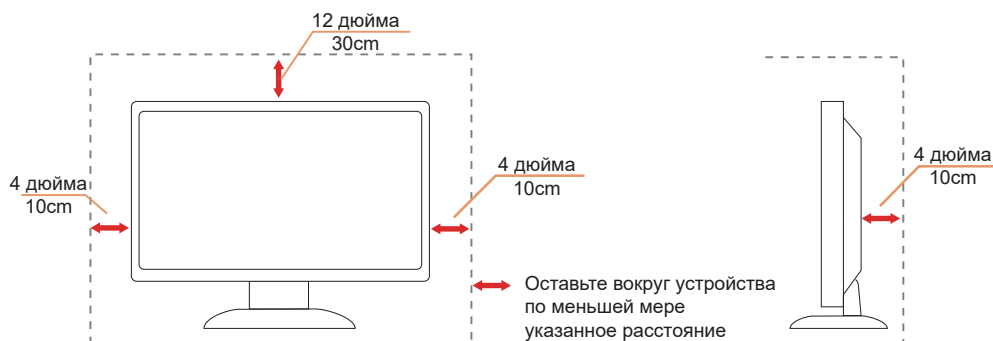 12 дюйма
30cm
4 дюйма
10cm
4 дюйма
10cm
4 дюйма
10cm
Оставьте вокруг устройства
по меньшей мере
указанное расстояние